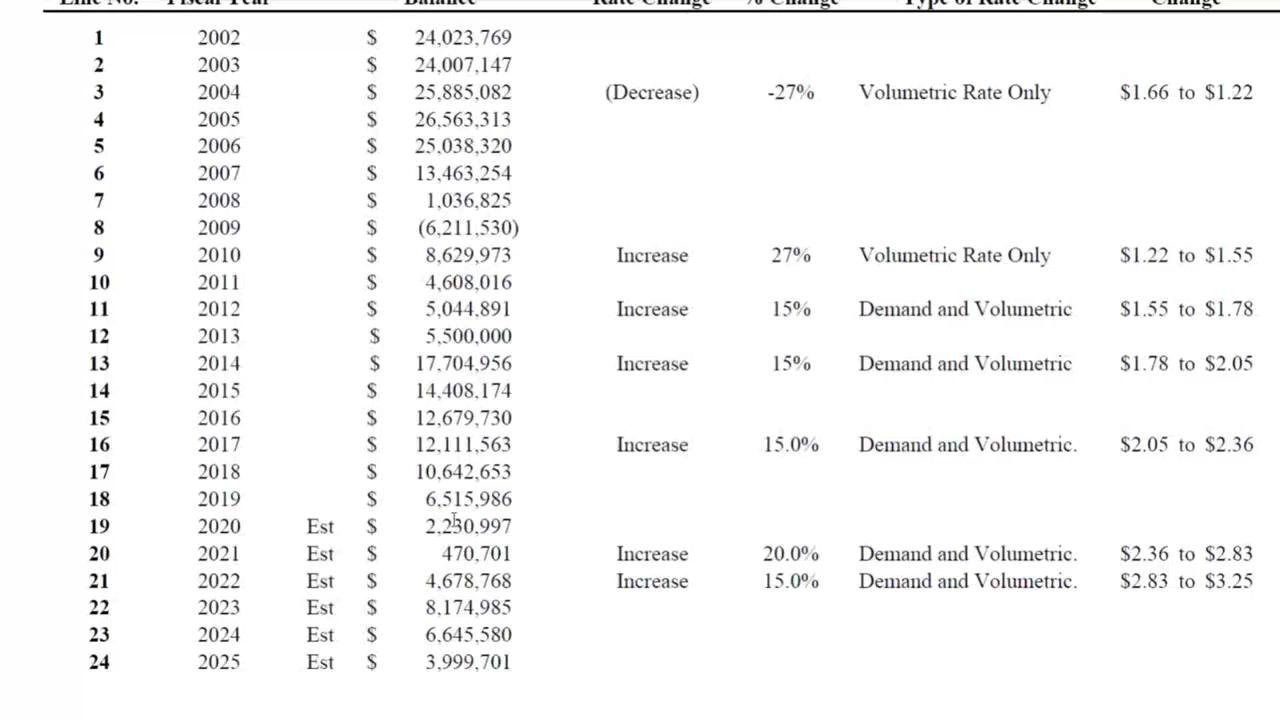 Line No. Fiscal Year Balance Rate Change % Change Type of Rate Change Change
1 2002 $ 24,023,769
2 2003 $ 24,007,147
3 2004 $ 25,885,082 (Decrease) -27% Volumetric Rate Only $1.66 to $1.22
4 2005 $ 26,563,313
5 2006 $ 25,038,320
6 2007 $ 13,463,254
7 2008 $ 1,036,825
8 2009 $ (6,211,530)
9 2010 $ 8,629,973 Increase 27% Volumetric Rate Only $1.22 to $1.55
10 2011 $ 4,608,016
11 2012 $ 5,044,891 Increase 15% Demand and Volumetric $1.55 to $1.78
12 2013 $ 5,500,000
13 2014 $ 17,704,956 Increase 15% Demand and Volumetric $1.78 to $2.05
14 2015 $ 14,408,174
15 2016 $ 12,679,730
16 2017 $ 12,111,563 Increase 15.0% Demand and Volumetric. $2.05 to $2.36
17 2018 $ 10,642,653
18 2019 $ 6,515,986
19 2020 Est $ 2,230,997
20 2021 Est $ 470,701 Increase 20.0% Demand and Volumetric. $2.36 to $2.83
21 2022 Est $ 4,678,768 Increase 15.0% Demand and Volumetric. $2.83 to $3.25
22 2023 Est $ 8,174,985
23 2024 Est $ 6,645,580
24 2025 Est $ 3,999,701